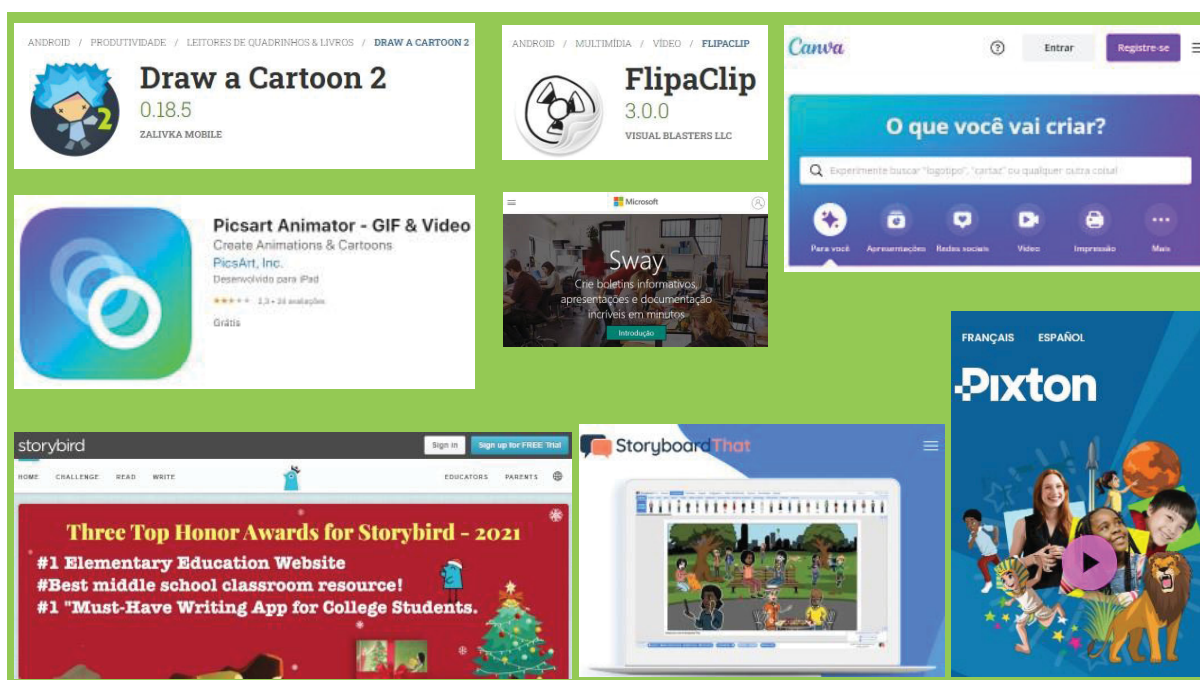 ANDROID / PRODUTIVIDADE / LEITORES DE QUADRINHOS & LIVROS / DRAW A CARTOON 2
Draw a Cartoon 2
0.18.5
ZALIVKA MOBILE
2
ANDROID / MULTIMÍDIA / VÍDEO / FLIPACLIP
FlipaClip
3.0.0
VISUAL BLASTERS LLC
Canva
?
Entrar
Registre-se
O que você vai criar?
Experimente buscar "logotipo", "cartaz" ou qualquer outra coisa!
Para você
Apresentações
Redes sociais
Vídeo
Impressão
Mais
Picsart Animator - GIF & Video
Create Animations & Cartoons
PicsArt, Inc.
Desenvolvido para iPad
Grátis
Microsoft
Sway
Crie boletins informativos,
apresentações e documentação
incríveis em minutos
Introdução
FRANÇAIS ESPAÑOL
Pixton
storybird
Sign in
Sign up for FREE Trial
HOME CHALLENGE READ WRITE
EDUCATORS PARENTS
Three Top Honor Awards for Storybird - 2021
#1 Elementary Education Website
#Best middle school classroom resource!
#1 "Must-Have Writing App for College Students.
StoryboardThat